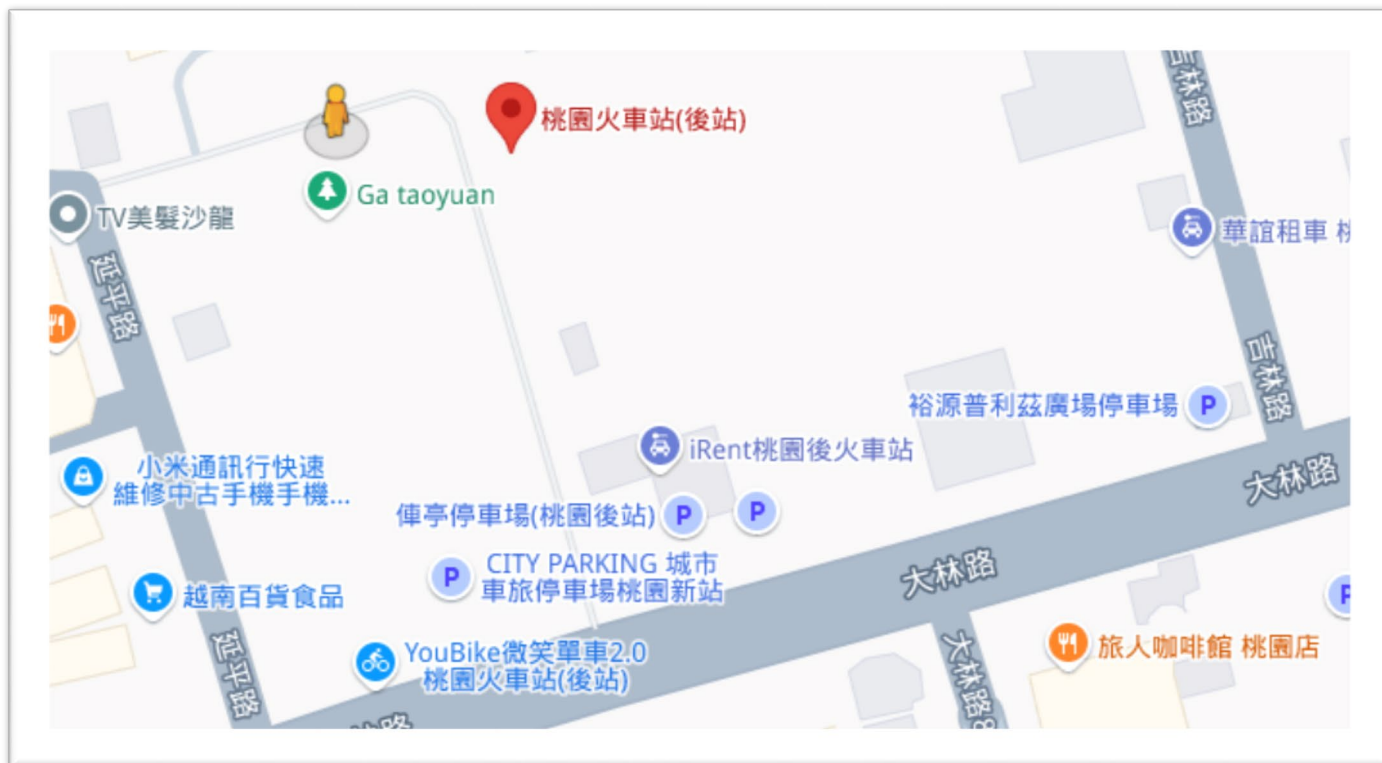 吉林路
桃園火車站(後站)
Ga taoyuan
TV美髮沙龍
華誼租車
延平路
吉林路
裕源普利茲廣場停車場
iRent桃園後火車站
小米通訊行快速
維修中古手機手機...
大林路
俥亭停車場(桃園後站)
P
P
P
P
CITY PARKING 城市
車旅停車場桃園新站
大林路
越南百貨食品
YouBike微笑單車2.0
桃園火車站(後站)
延平路
大林路8
旅人咖啡館 桃園店